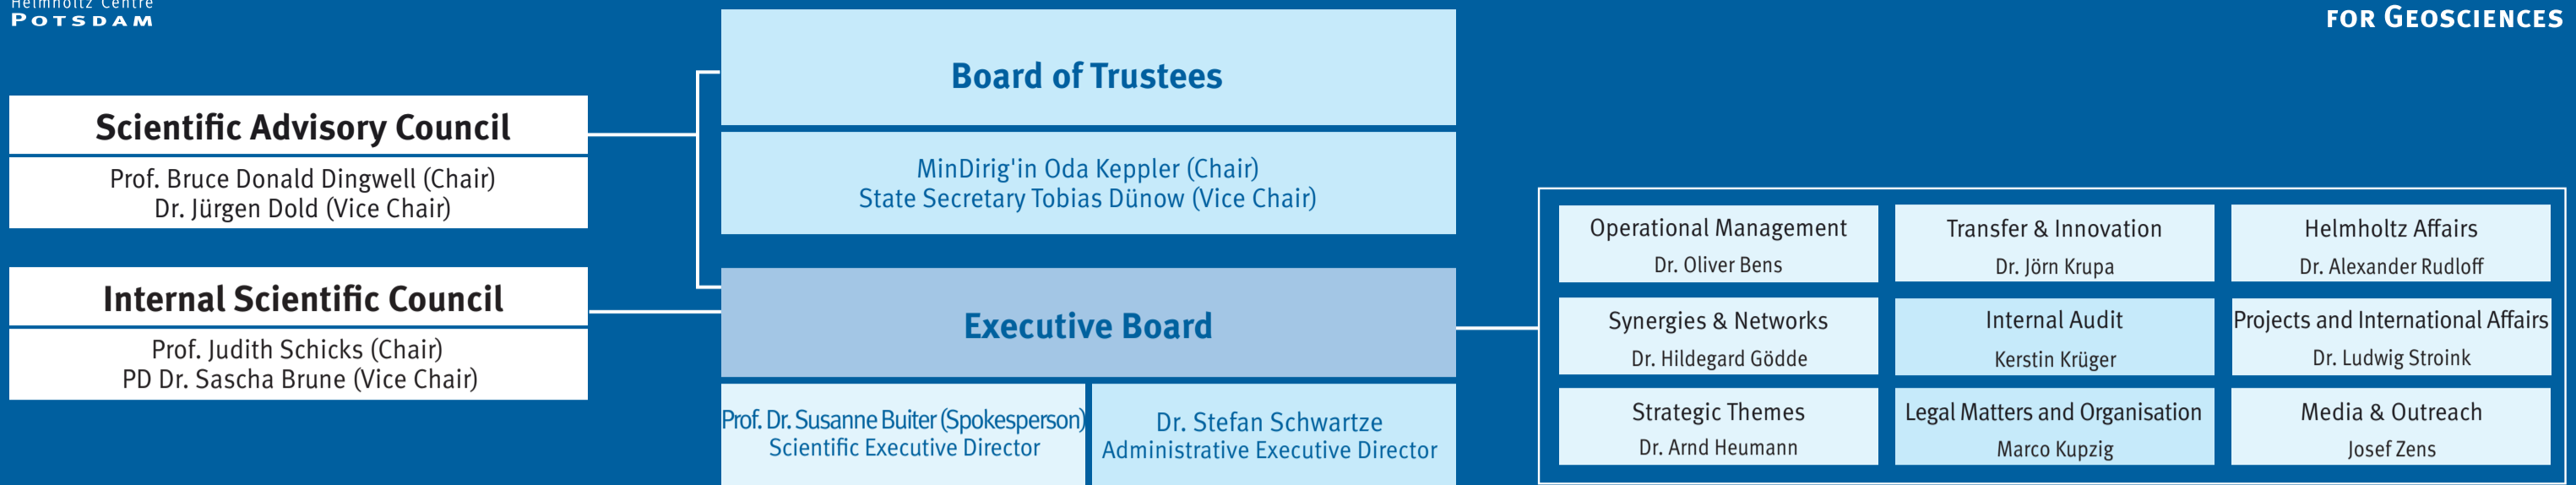 Helmholtz Centre
POTSDAM
FOR GEOSCIENCES
Scientific Advisory Council
Prof. Bruce Donald Dingwell (Chair)
Dr. Jürgen Dold (Vice Chair)
Internal Scientific Council
Prof. Judith Schicks (Chair)
PD Dr. Sascha Brune (Vice Chair)
Board of Trustees
MinDirig'in Oda Keppler (Chair)
State Secretary Tobias Dünow (Vice Chair)
Executive Board
Prof. Dr. Susanne Buiter (Spokesperson)
Scientific Executive Director
Dr. Stefan Schwartze
Administrative Executive Director
Operational Management
Dr. Oliver Bens
Transfer & Innovation
Dr. Jörn Krupa
Helmholtz Affairs
Dr. Alexander Rudloff
Synergies & Networks
Dr. Hildegard Gödde
Internal Audit
Kerstin Krüger
Projects and International Affairs
Dr. Ludwig Stroink
Strategic Themes
Dr. Arnd Heumann
Legal Matters and Organisation
Marco Kupzig
Media & Outreach
Josef Zens